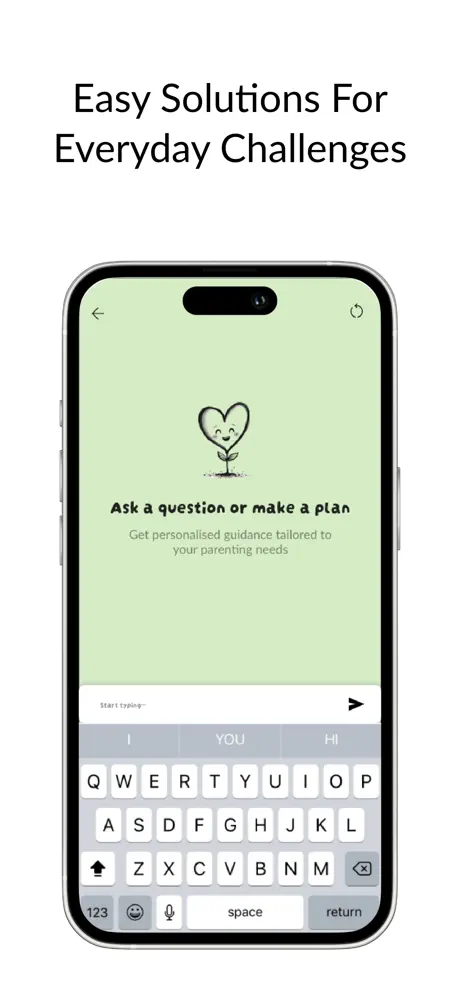 Easy Solutions For
Everyday Challenges
Ask a question or make a plan
Get personalised guidance tailored to
your parenting needs
Start typing...
I YOU HI
Q W E R T Y U I O P
A S D F G H J K L
Z X C V B N M
123 space return